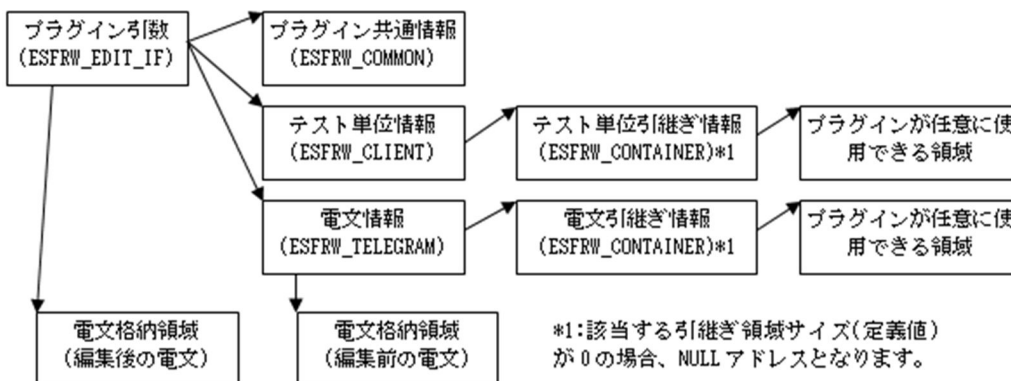 プラグイン引数
(ESFRW_EDIT_IF)
プラグイン共通情報
(ESFRW_COMMON)
テスト単位情報
(ESFRW_CLIENT)
テスト単位引継ぎ情報
(ESFRW_CONTAINER)*1
プラグインが任意に使
用できる領域
電文情報
(ESFRW_TELEGRAM)
電文引継ぎ情報
(ESFRW_CONTAINER)*1
プラグインが任意に使
用できる領域
電文格納領域
(編集後の電文)
電文格納領域
(編集前の電文)
*1:該当する引継ぎ領域サイズ(定義値)
が0の場合、NULLアドレスとなります。